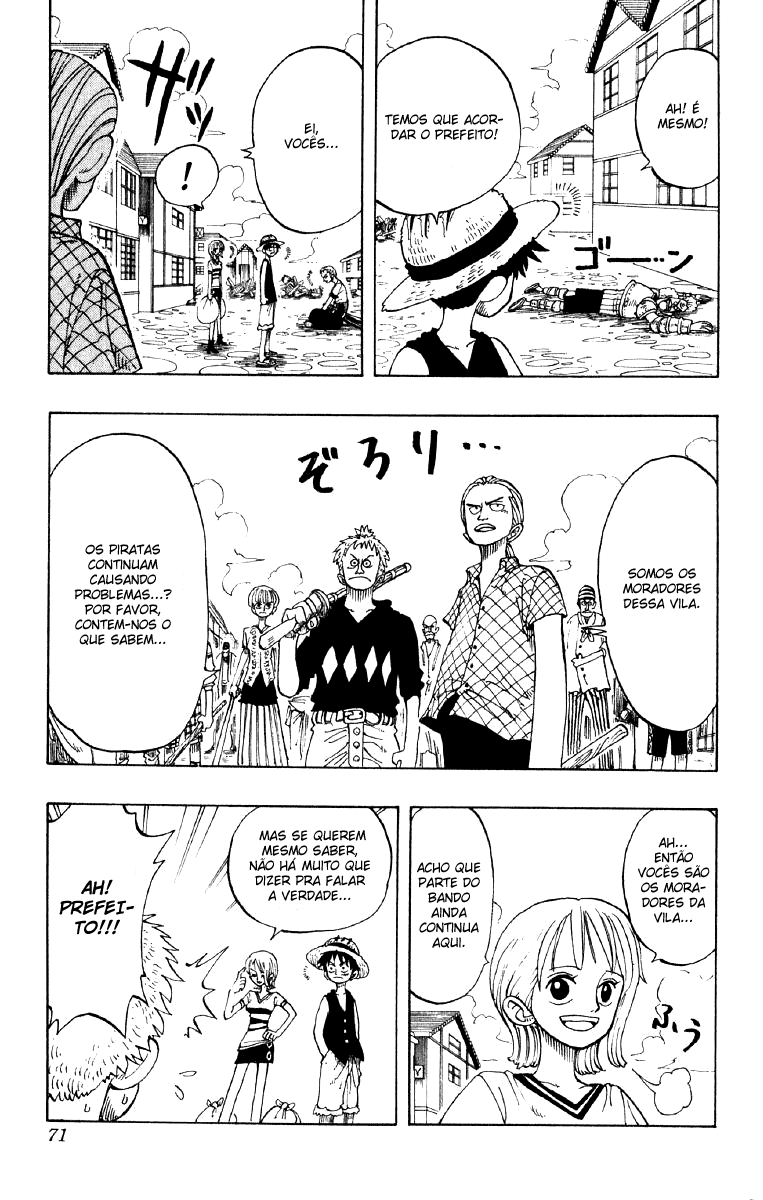 AH! É
MESMO!
TEMOS QUE ACOR-
DAR O PREFEITO!
ゴーーン
EI,
VOCÊS...
!
ザッ
ぞろり…
SOMOS OS
MORADORES
DESSA VILA.
OS PIRATAS
CONTINUAM
CAUSANDO
PROBLEMAS...?
POR FAVOR,
CONTEM-NOS O
QUE SABEM...
AH...
ENTÃO
VOCÊS SÃO
OS MORA-
DORES DA
VILA...
ふぅ
ACHO QUE
PARTE DO
BANDO
AINDA
CONTINUA
AQUI.
MAS SE QUEREM
MESMO SABER,
NÃO HÁ MUITO QUE
DIZER PRA FALAR
A VERDADE...
AH!
PREFEI-
TO!!!
71